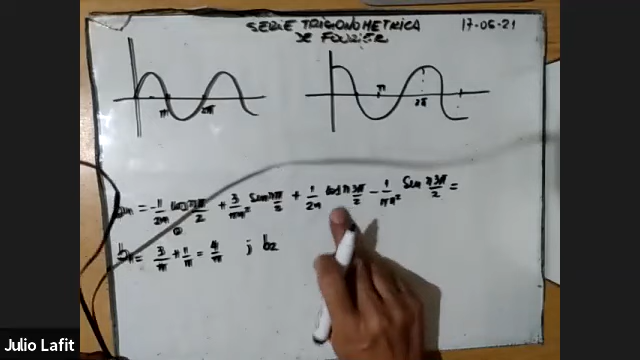 SERIE TRIGONOMETRICA 17-06-21
DE FOURIER
π 2π
π 2π
bn = -1/2n cos nπ/2 + 3/πn² sen nπ/2 + 1/2n cos n3π/2 - 1/πn² sen n3π/2 =
0
b1 = 3/π + 1/π = 4/π ; b2
Julio Lafit